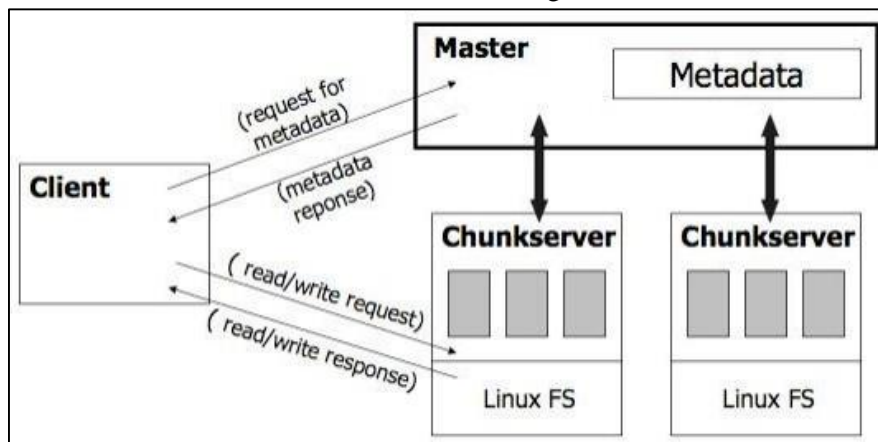 Master
Metadata
(request for
metadata)
(metadata
reponse)
Client
Chunkserver
Chunkserver
( read/write request)
( read/write response)
Linux FS
Linux FS